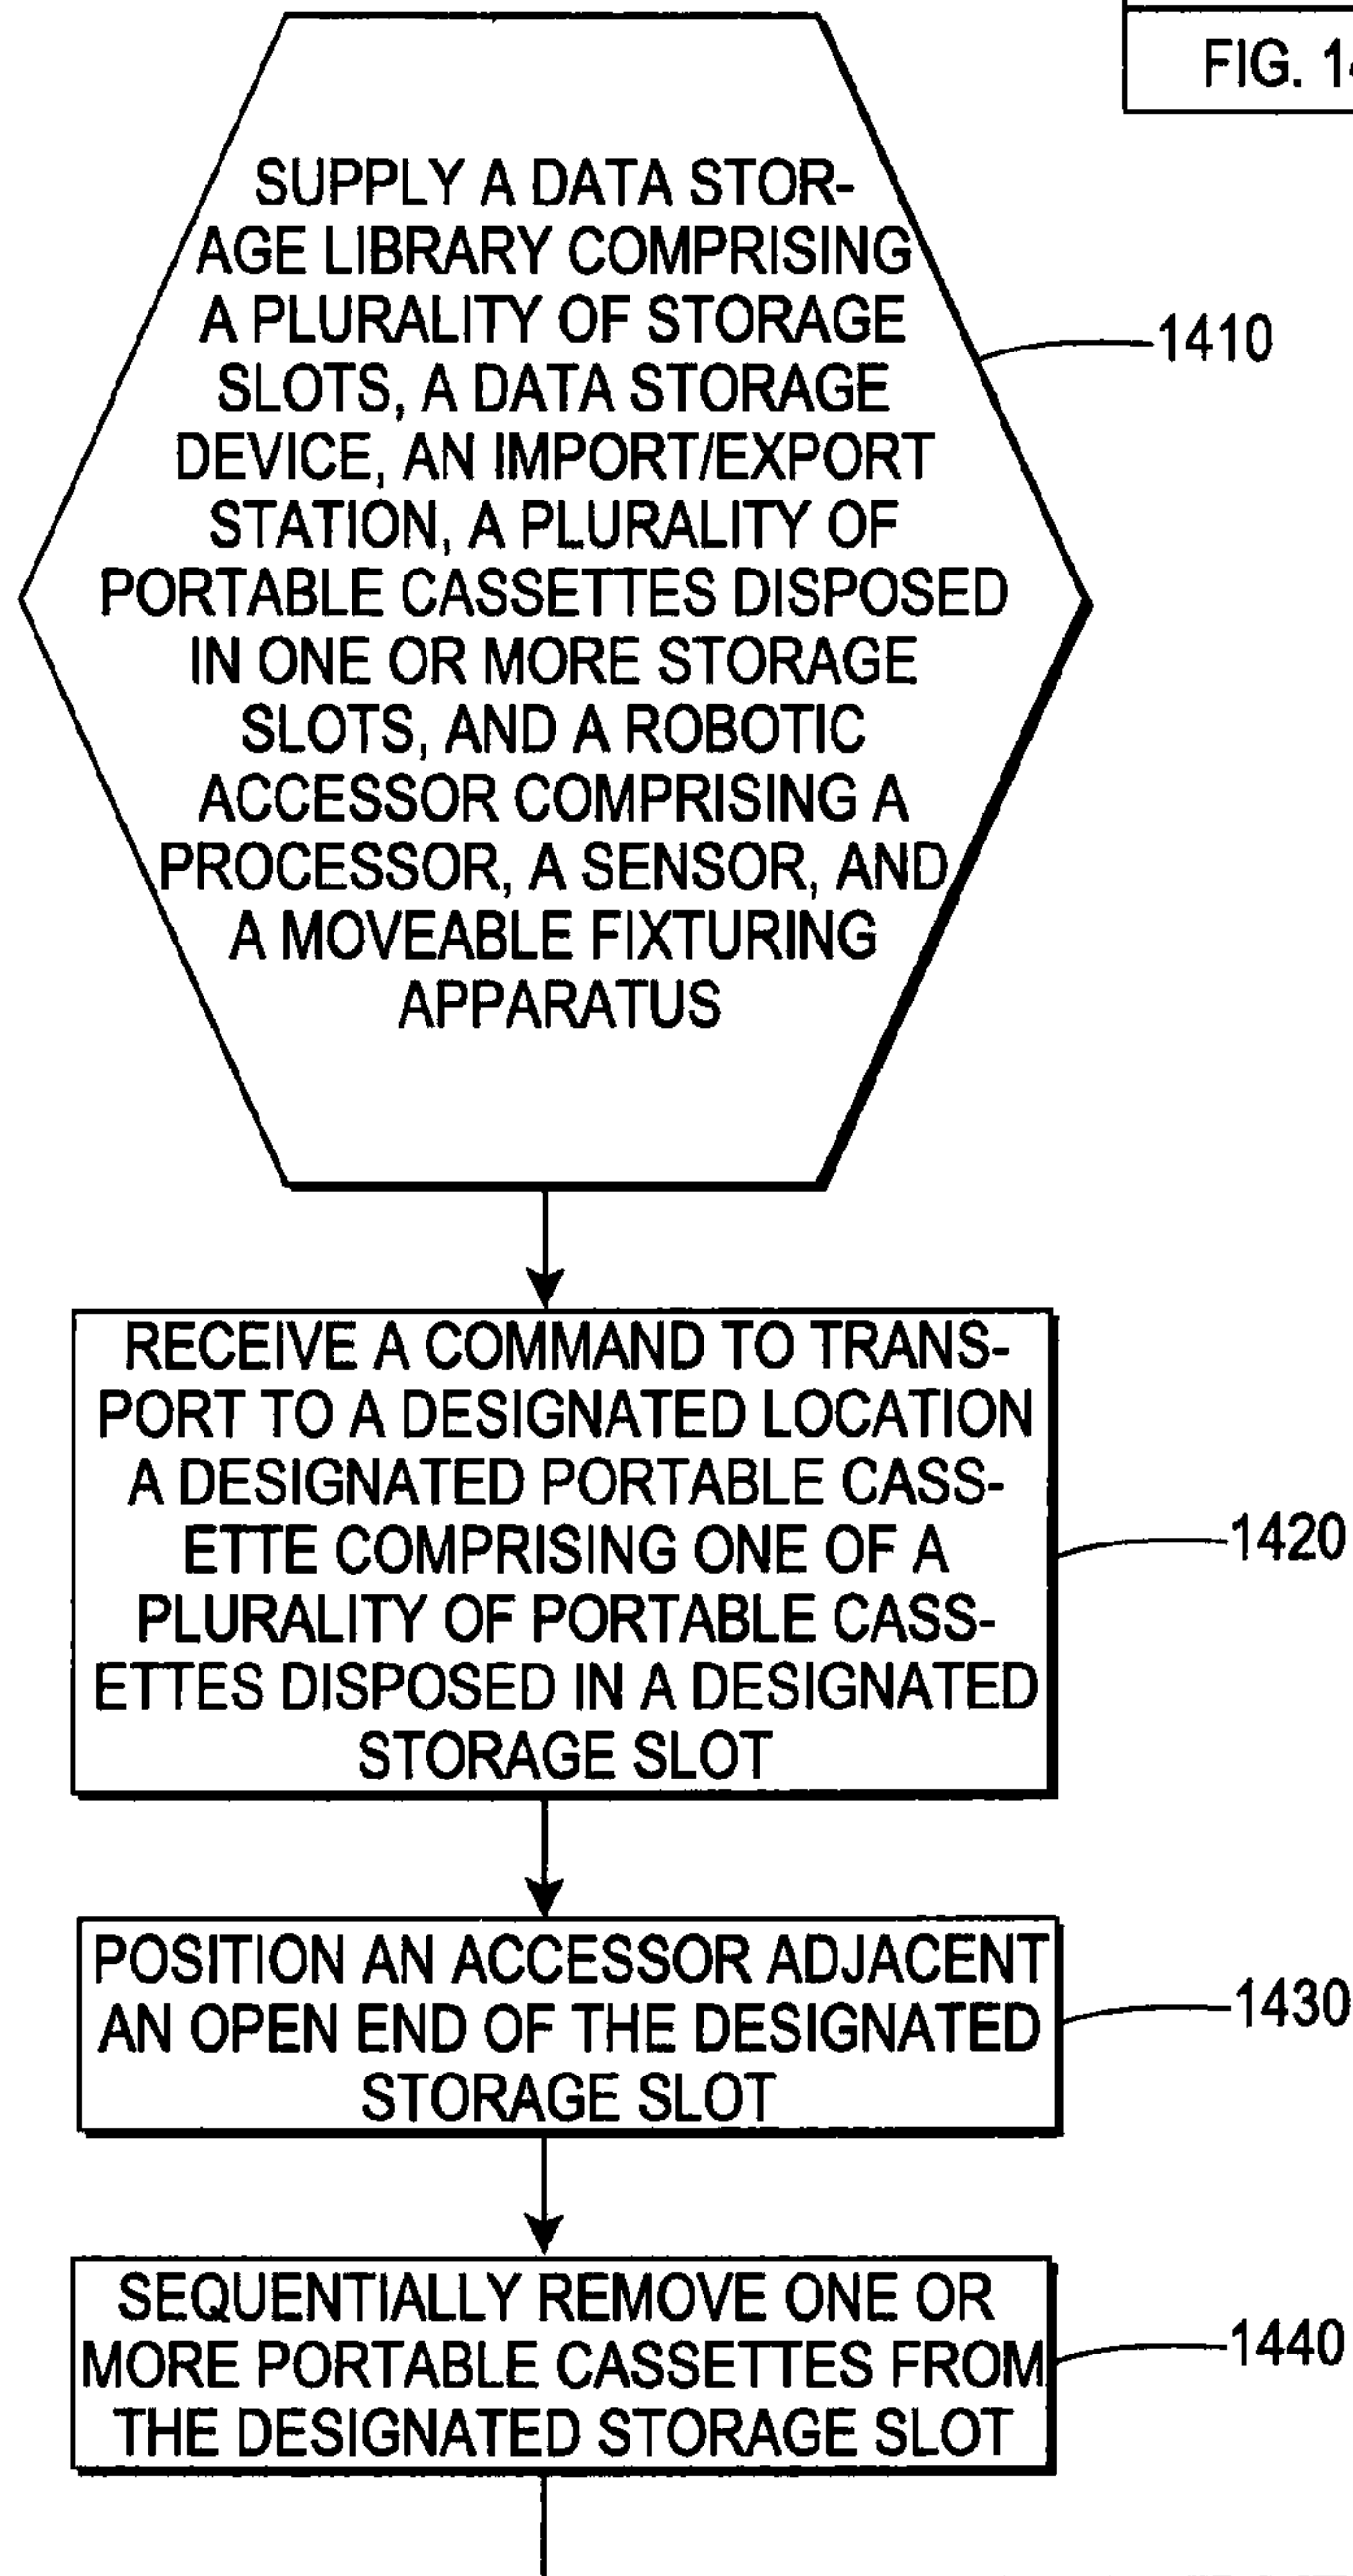 FIG. 14
SUPPLY A DATA STOR-
AGE LIBRARY COMPRISING
A PLURALITY OF STORAGE
SLOTS, A DATA STORAGE
DEVICE, AN IMPORT/EXPORT
STATION, A PLURALITY OF
PORTABLE CASSETTES DISPOSED
IN ONE OR MORE STORAGE
SLOTS, AND A ROBOTIC
ACCESSOR COMPRISING A
PROCESSOR, A SENSOR, AND
A MOVEABLE FIXTURING
APPARATUS
1410
RECEIVE A COMMAND TO TRANS-
PORT TO A DESIGNATED LOCATION
A DESIGNATED PORTABLE CASS-
ETTE COMPRISING ONE OF A
PLURALITY OF PORTABLE CASS-
ETTES DISPOSED IN A DESIGNATED
STORAGE SLOT
1420
POSITION AN ACCESSOR ADJACENT
AN OPEN END OF THE DESIGNATED
STORAGE SLOT
1430
SEQUENTIALLY REMOVE ONE OR
MORE PORTABLE CASSETTES FROM
THE DESIGNATED STORAGE SLOT
1440